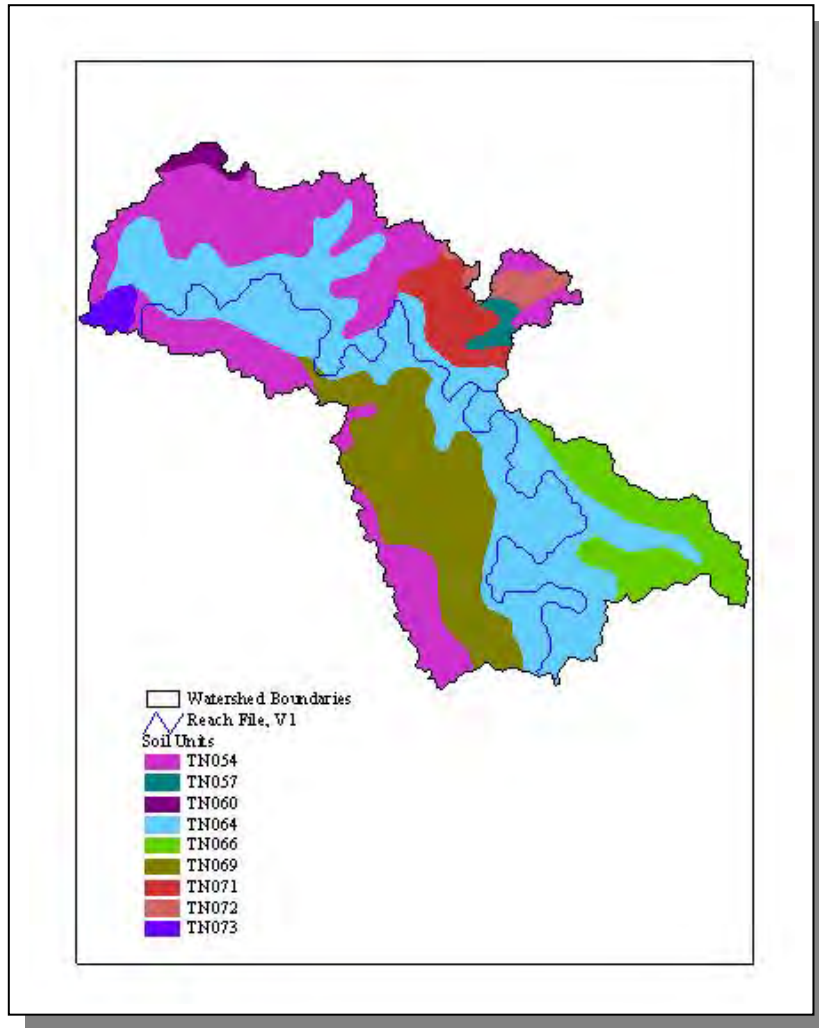 Watershed Boundaries
Reach File, V1
Soil Units
TN054
TN057
TN060
TN064
TN066
TN069
TN071
TN072
TN073